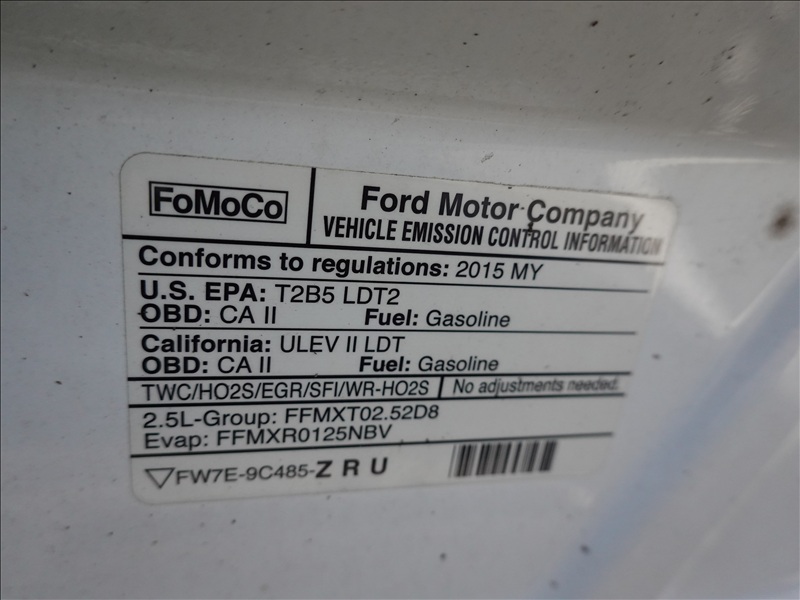 FoMoCo
Ford Motor Company
VEHICLE EMISSION CONTROL INFORMATION
Conforms to regulations: 2015 MY
U.S. EPA: T2B5 LDT2
OBD: CA II Fuel: Gasoline
California: ULEV II LDT
OBD: CA II Fuel: Gasoline
TWC/HO2S/EGR/SFI/WR-HO2S No adjustments needed.
2.5L-Group: FFMXT02.52D8
Evap: FFMXR0125NBV
FW7E-9C485-Z R U